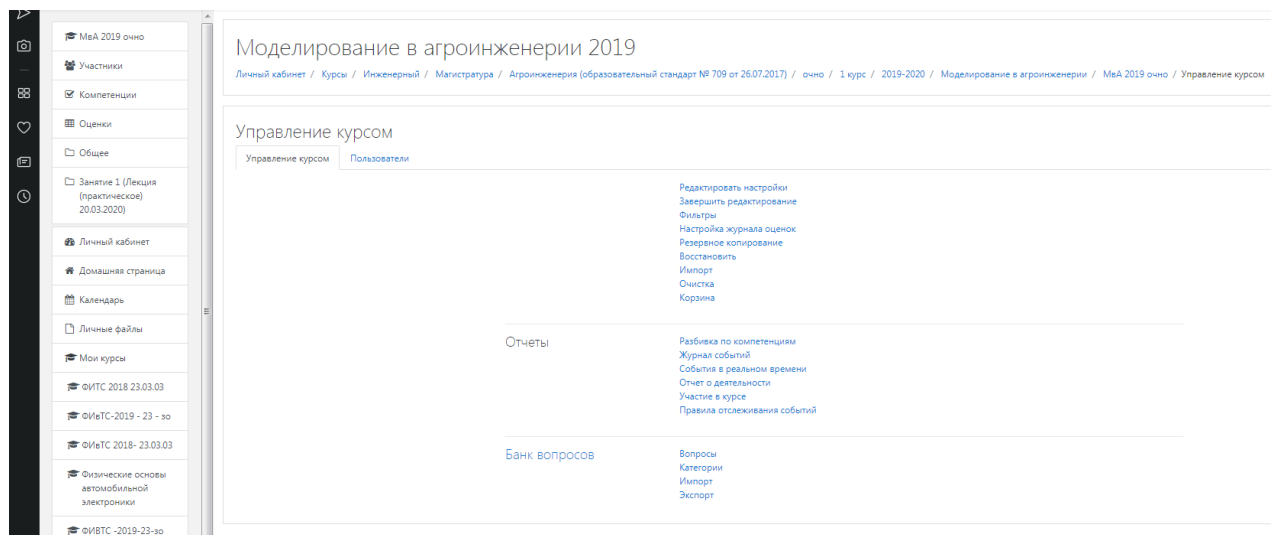 МвА 2019 очно
Участники
Компетенции
Оценки
Общее
Занятие 1 (Лекция
(практическое)
20.03.2020)
Личный кабинет
Домашняя страница
Календарь
Личные файлы
Мои курсы
ФИТС 2018 23.03.03
ФИвТС-2019 - 23 - зо
ФИвТС 2018- 23.03.03
Физические основы
автомобильной
электроники
ФИВТС -2019-23-зо
Моделирование в агроинженерии 2019
Личный кабинет / Курсы / Инженерный / Магистратура / Агроинженерия (образовательный стандарт № 709 от 26.07.2017) / очно / 1 курс / 2019-2020 / Моделирование в агроинженерии / МвА 2019 очно / Управление курсом
Управление курсом
Управление курсом Пользователи
Редактировать настройки
Завершить редактирование
Фильтры
Настройка журнала оценок
Резервное копирование
Восстановить
Импорт
Очистка
Корзина
Отчеты
Разбивка по компетенциям
Журнал событий
События в реальном времени
Отчет о деятельности
Участие в курсе
Правила отслеживания событий
Банк вопросов
Вопросы
Категории
Импорт
Экспорт